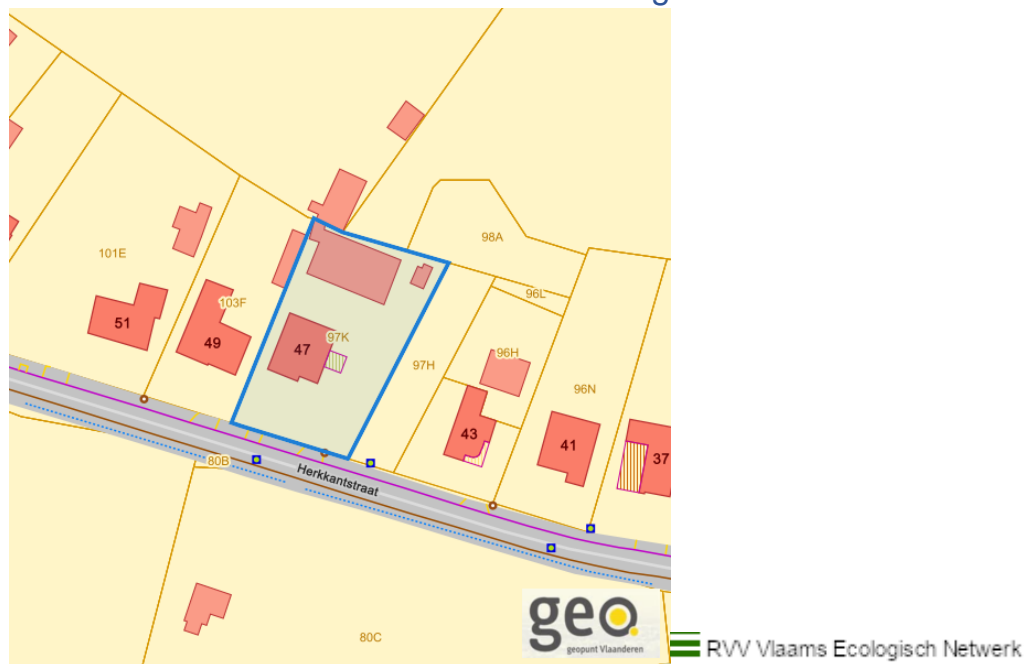 98A
101E
96L
103F
51
49
47
97K
97H
96H
96N
43
41
37
80B
Herkkantstraat
80C
geo
geopunt Vlaanderen
RVV Vlaams Ecologisch Netwerk